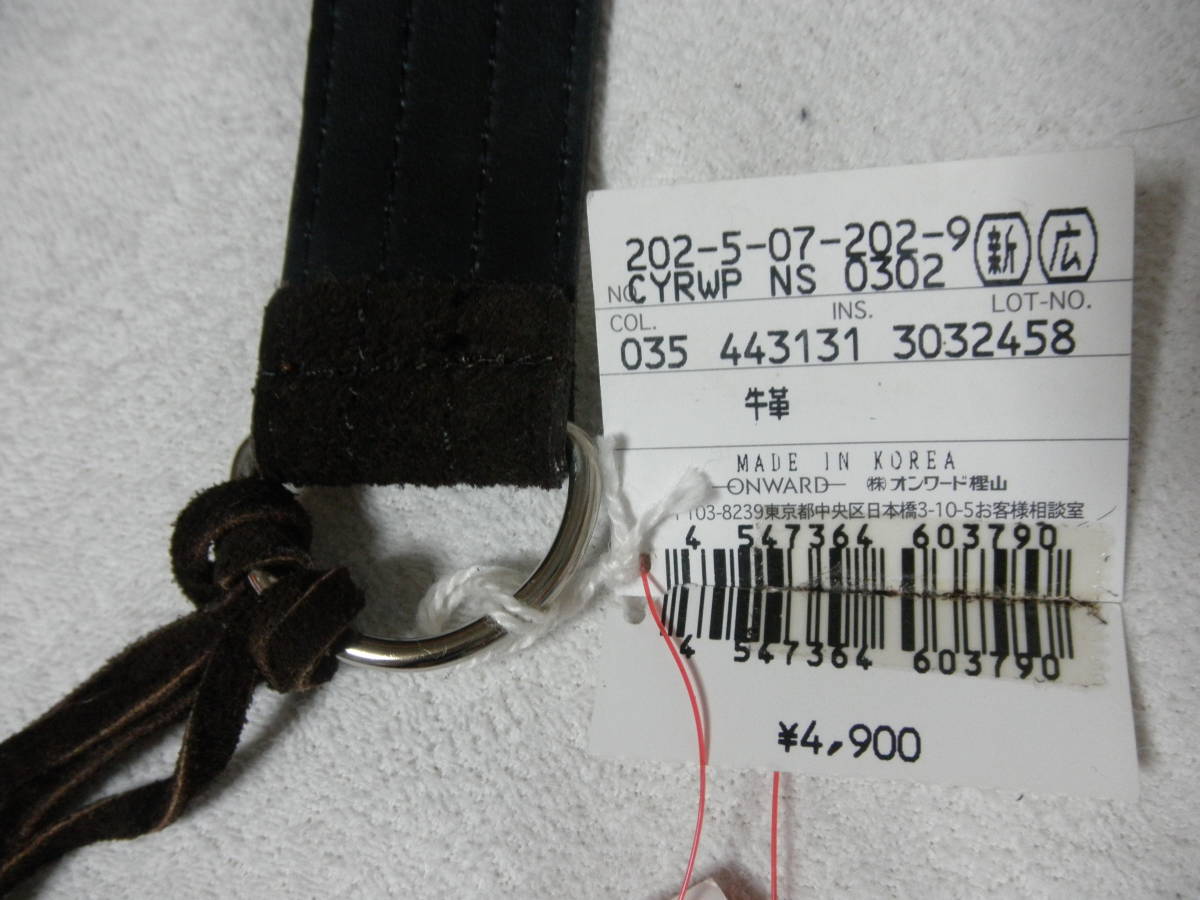 202-5-07-202-9 新 広
NO. CYRWP NS 0302
COL. INS. LOT-NO.
035 443131 3032458
牛革
MADE IN KOREA
ONWARD ㈱オンワード樫山
103-8239東京都中央区日本橋3-10-5お客様相談室
4 547364 603790
4 547364 603790
¥4,900